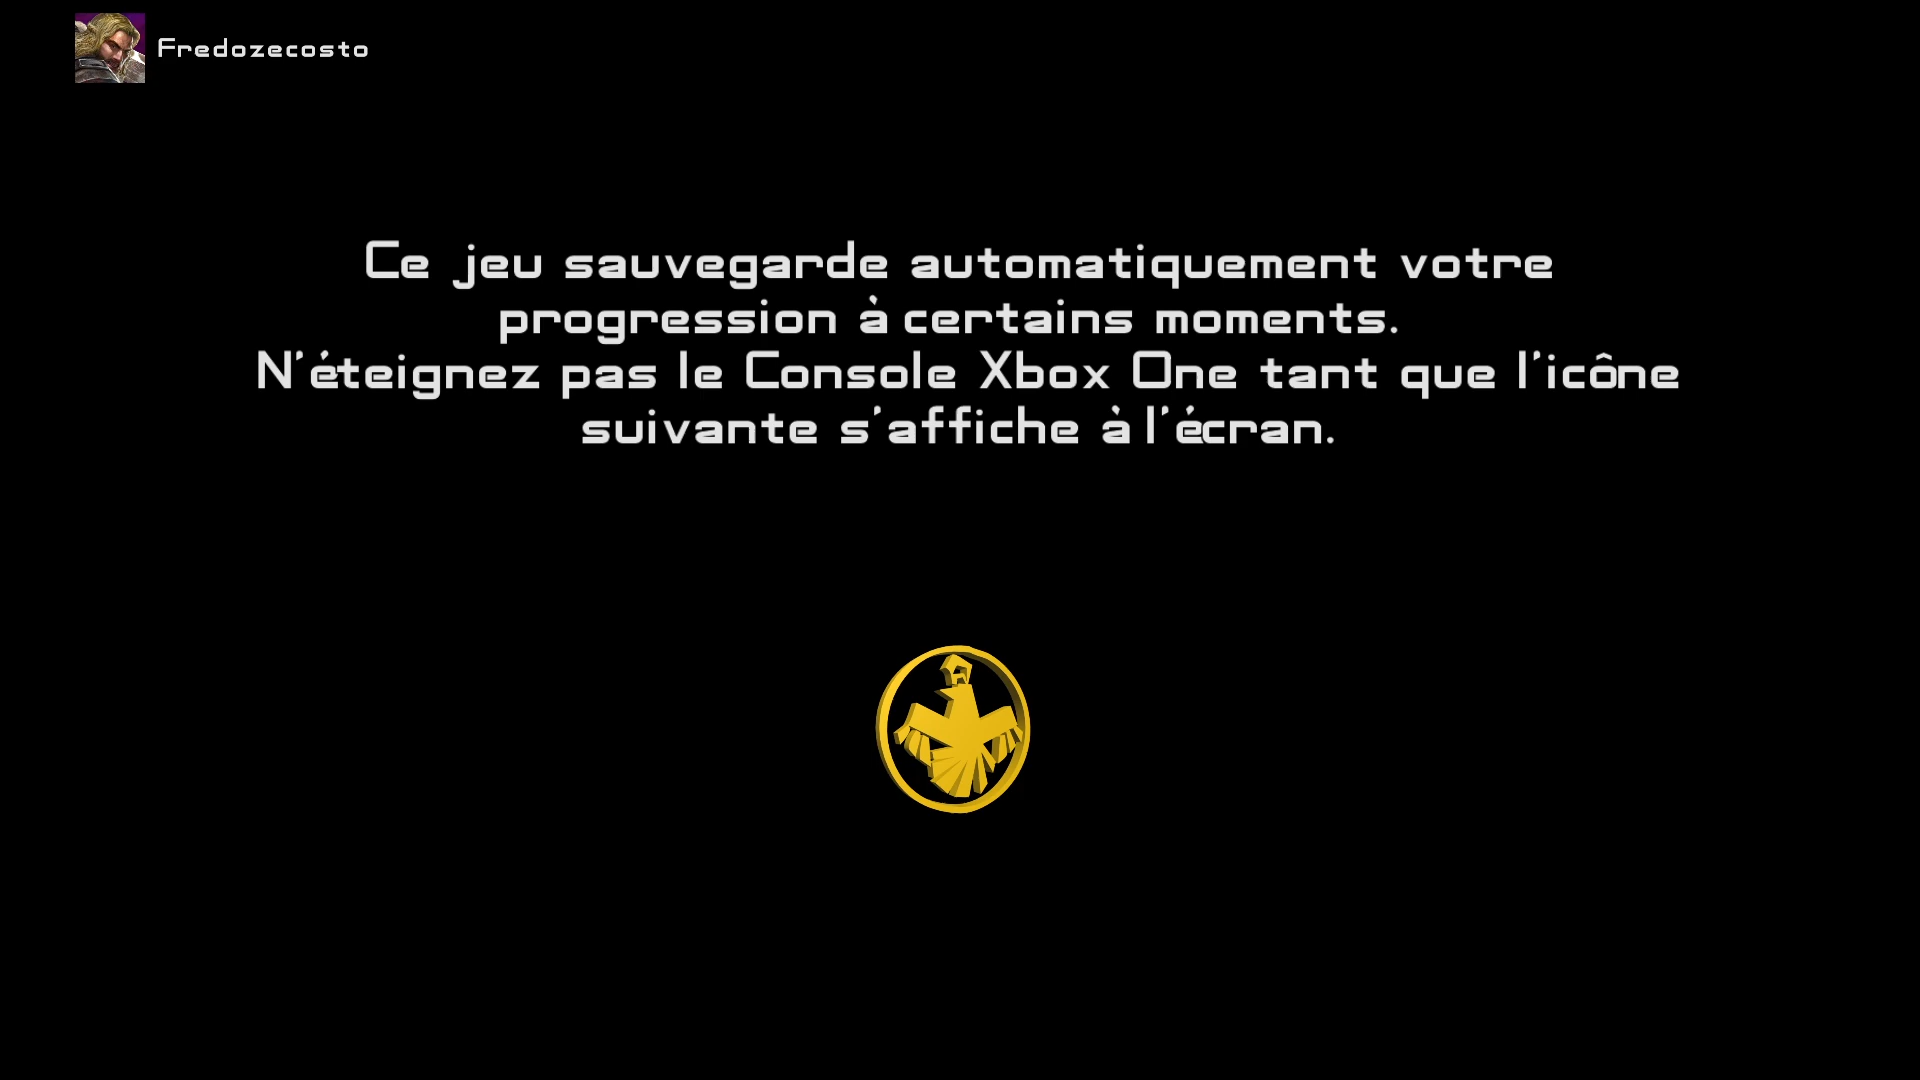 Fredozecosto
Ce jeu sauvegarde automatiquement votre
progression à certains moments.
N'éteignez pas le Console Xbox One tant que l'icône
suivante s'affiche à l'écran.